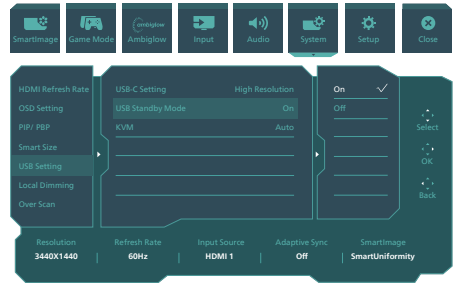 SmartImage
Game Mode
ambiglow
Ambiglow
Input
Audio
System
Setup
Close
HDMI Refresh Rate
OSD Setting
PIP/ PBP
Smart Size
USB Setting
Local Dimming
Over Scan
USB-C Setting High Resolution
USB Standby Mode On
KVM Auto
On
Off
Select
OK
Back
Resolution Refresh Rate Input Source Adaptive Sync SmartImage
3440X1440 60Hz HDMI 1 Off SmartUniformity